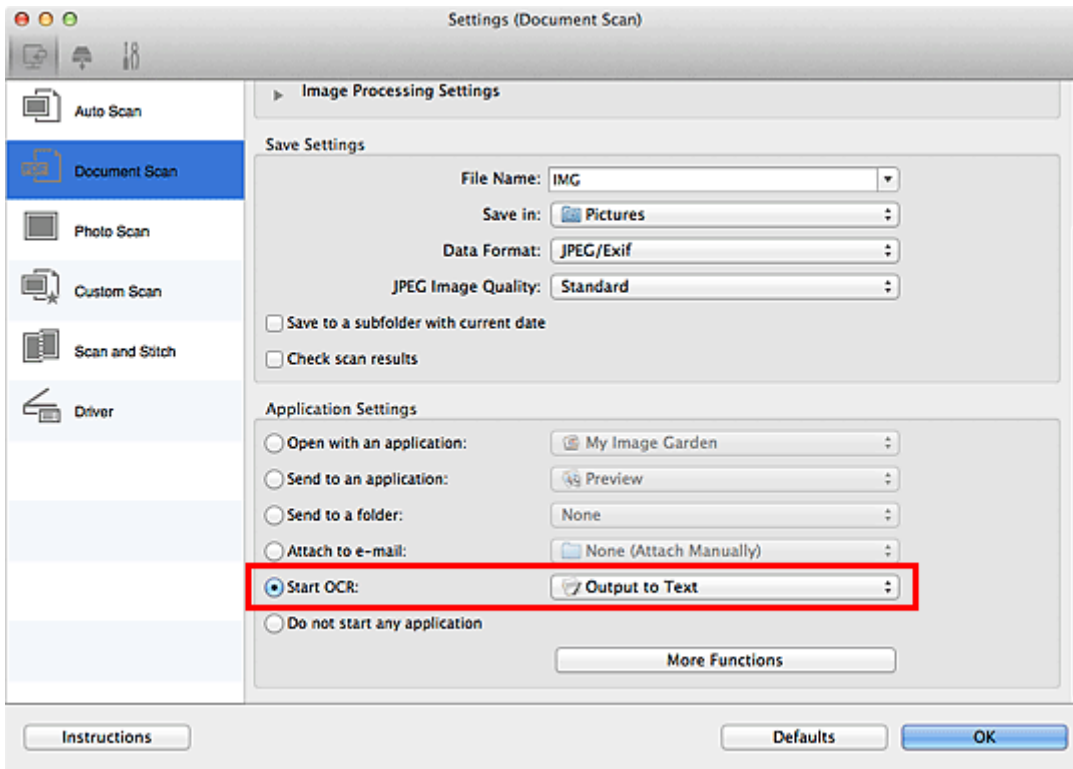 Settings (Document Scan)
Image Processing Settings
Auto Scan
Document Scan
Photo Scan
Custom Scan
Scan and Stitch
Driver
Save Settings
File Name: IMG
Save in: Pictures
Data Format: JPEG/Exif
JPEG Image Quality: Standard
Save to a subfolder with current date
Check scan results
Application Settings
Open with an application: My Image Garden
Send to an application: Preview
Send to a folder: None
Attach to e-mail: None (Attach Manually)
Start OCR: Output to Text
Do not start any application
More Functions
Instructions Defaults OK